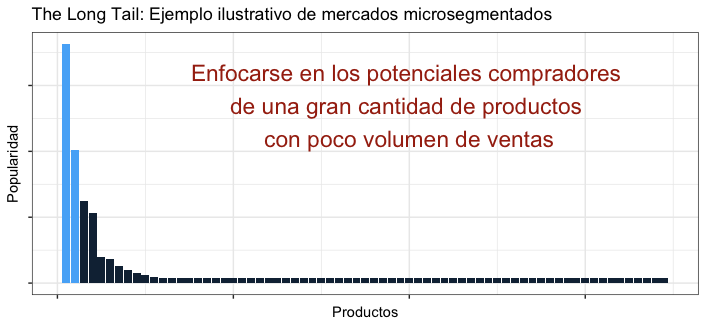 The Long Tail: Ejemplo ilustrativo de mercados microsegmentados
Enfocarse en los potenciales compradores
de una gran cantidad de productos
con poco volumen de ventas
Popularidad
Productos